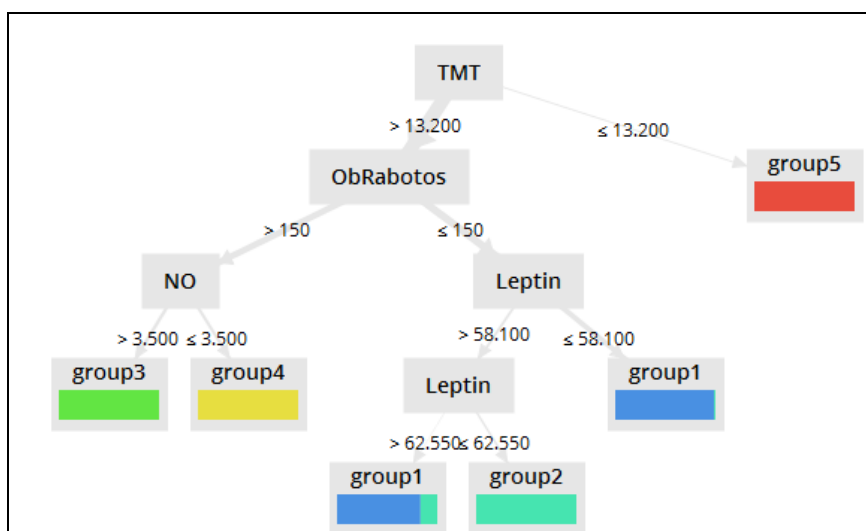 TMT
> 13.200
≤ 13.200
group5
ObRabotos
> 150
≤ 150
NO
Leptin
> 3.500
≤ 3.500
> 58.100
≤ 58.100
group3
group4
Leptin
group1
> 62.550
≤ 62.550
group1
group2